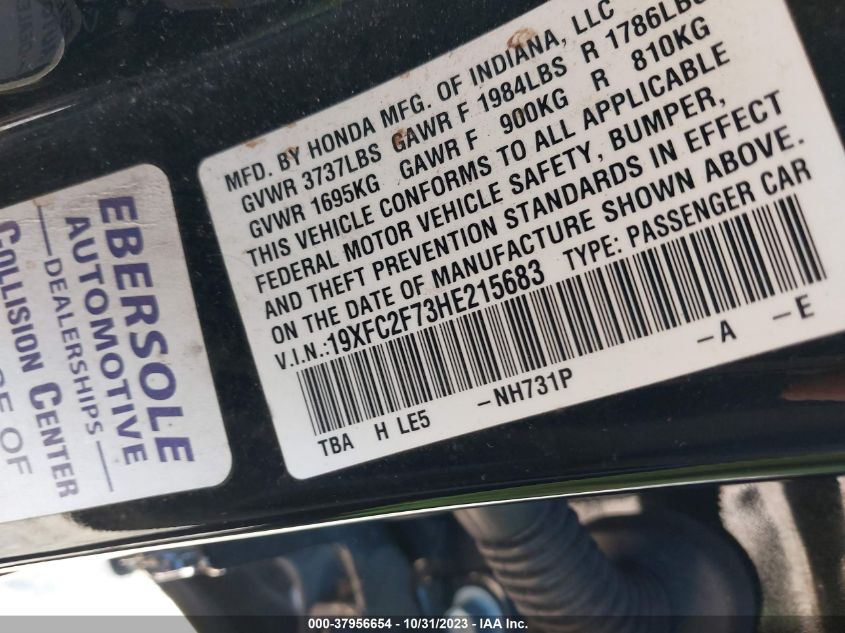 MFD. BY HONDA MFG. OF INDIANA, LLC
GVWR 3737LBS GAWR F 1984LBS R 1786LBS
GVWR 1695KG GAWR F 900KG R 810KG
THIS VEHICLE CONFORMS TO ALL APPLICABLE
FEDERAL MOTOR VEHICLE SAFETY, BUMPER,
AND THEFT PREVENTION STANDARDS IN EFFECT
ON THE DATE OF MANUFACTURE SHOWN ABOVE.
V.I.N.:19XFC2F73HE215683 TYPE: PASSENGER CAR
TBA H LE5 -NH731P -A -E
EBERSOLE
AUTOMOTIVE
DEALERSHIPS
COLLISION CENTER
OF
000-37956654 - 10/31/2023 - IAA Inc.